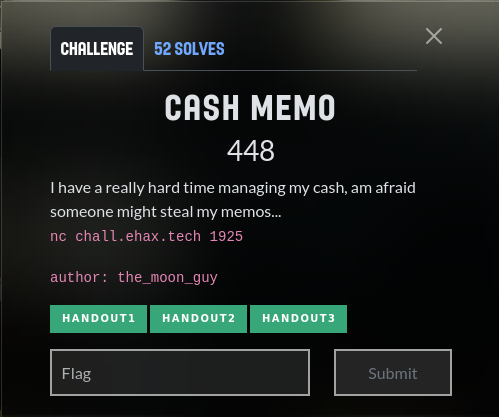 CHALLENGE 52 SOLVES
CASH MEMO
448
I have a really hard time managing my cash, am afraid
someone might steal my memos...
nc chall.ehax.tech 1925
author: the_moon_guy
HANDOUT1 HANDOUT2 HANDOUT3
Flag Submit